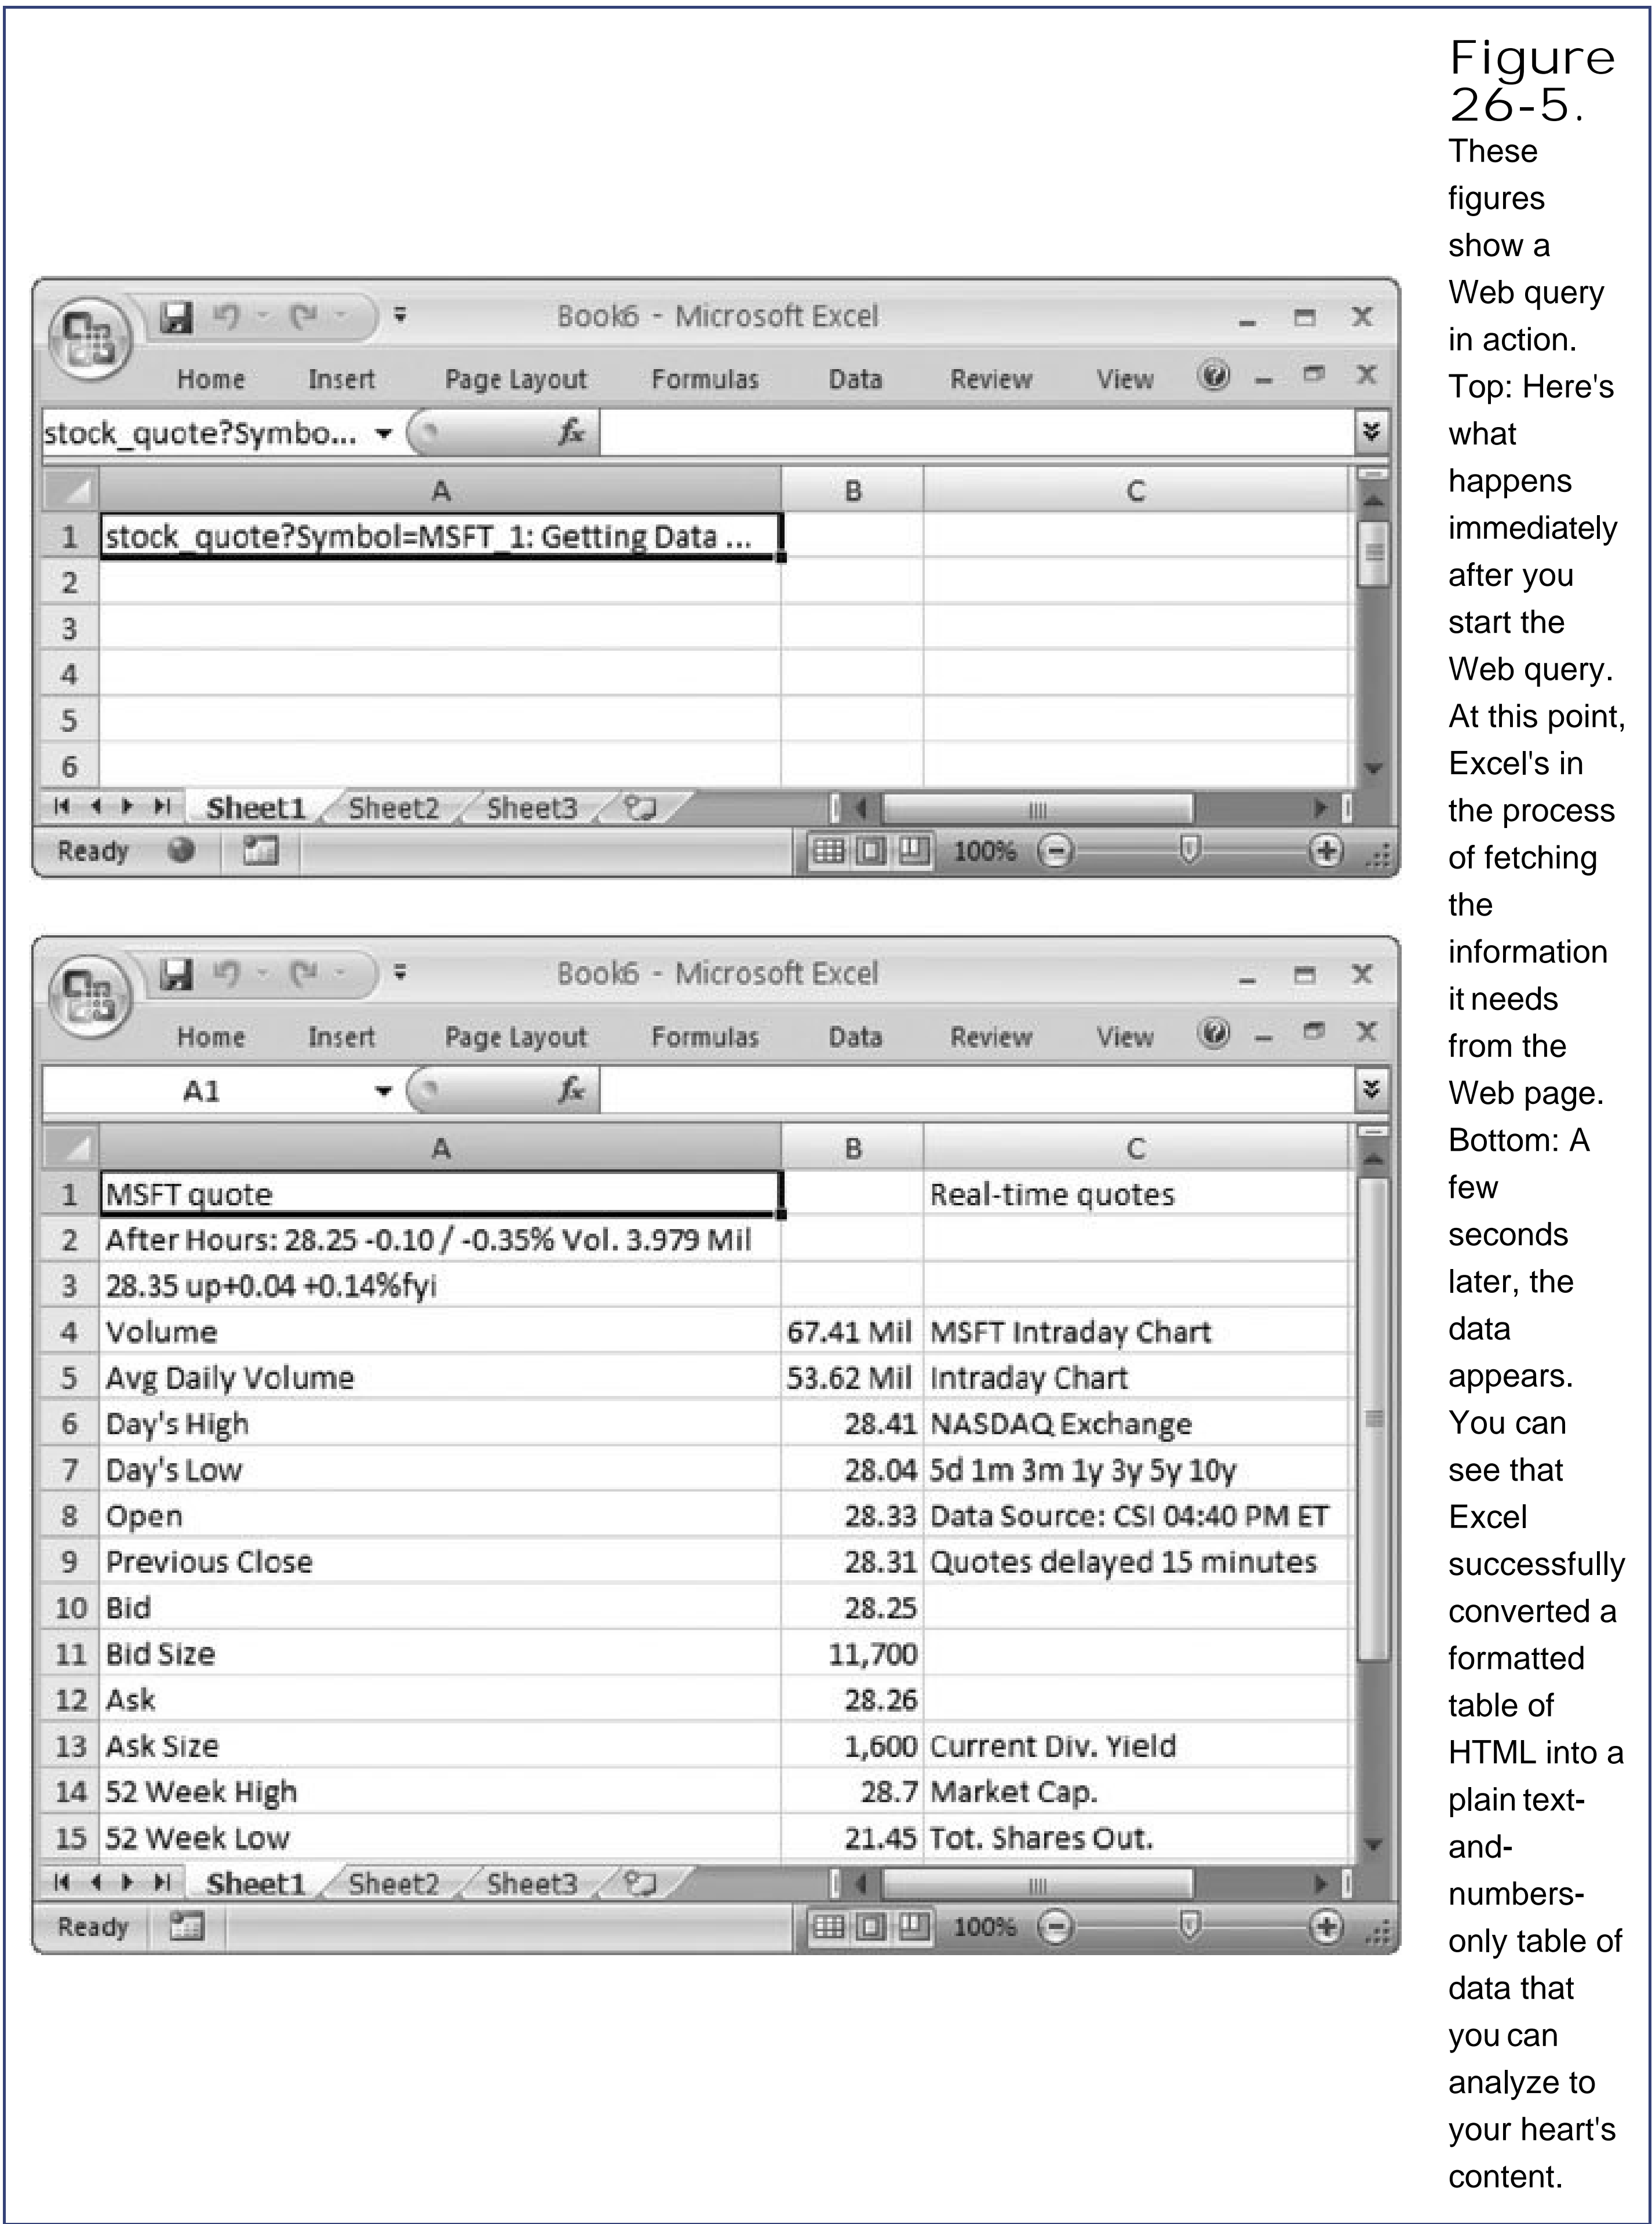 Figure
26-5.
These
figures
show a
Web query
in action.
Top: Here's
what
happens
immediately
after you
start the
Web query.
At this point,
Excel's in
the process
of fetching
the
information
it needs
from the
Web page.
Bottom: A
few
seconds
later, the
data
appears.
You can
see that
Excel
successfully
converted a
formatted
table of
HTML into a
plain text-
and-
numbers-
only table of
data that
you can
analyze to
your heart's
content.
Book6 - Microsoft Excel
Home Insert Page Layout Formulas Data Review View
stock_quote?Symbo... fx
A B C
1 stock_quote?Symbol=MSFT_1: Getting Data ...
2
3
4
5
6
Sheet1 Sheet2 Sheet3
Ready 100%
Book6 - Microsoft Excel
Home Insert Page Layout Formulas Data Review View
A1 fx
A B C
1 MSFT quote Real-time quotes
2 After Hours: 28.25 -0.10 / -0.35% Vol. 3.979 Mil
3 28.35 up+0.04 +0.14%fyi
4 Volume 67.41 Mil MSFT Intraday Chart
5 Avg Daily Volume 53.62 Mil Intraday Chart
6 Day's High 28.41 NASDAQ Exchange
7 Day's Low 28.04 5d 1m 3m 1y 3y 5y 10y
8 Open 28.33 Data Source: CSI 04:40 PM ET
9 Previous Close 28.31 Quotes delayed 15 minutes
10 Bid 28.25
11 Bid Size 11,700
12 Ask 28.26
13 Ask Size 1,600 Current Div. Yield
14 52 Week High 28.7 Market Cap.
15 52 Week Low 21.45 Tot. Shares Out.
Sheet1 Sheet2 Sheet3
Ready 100%